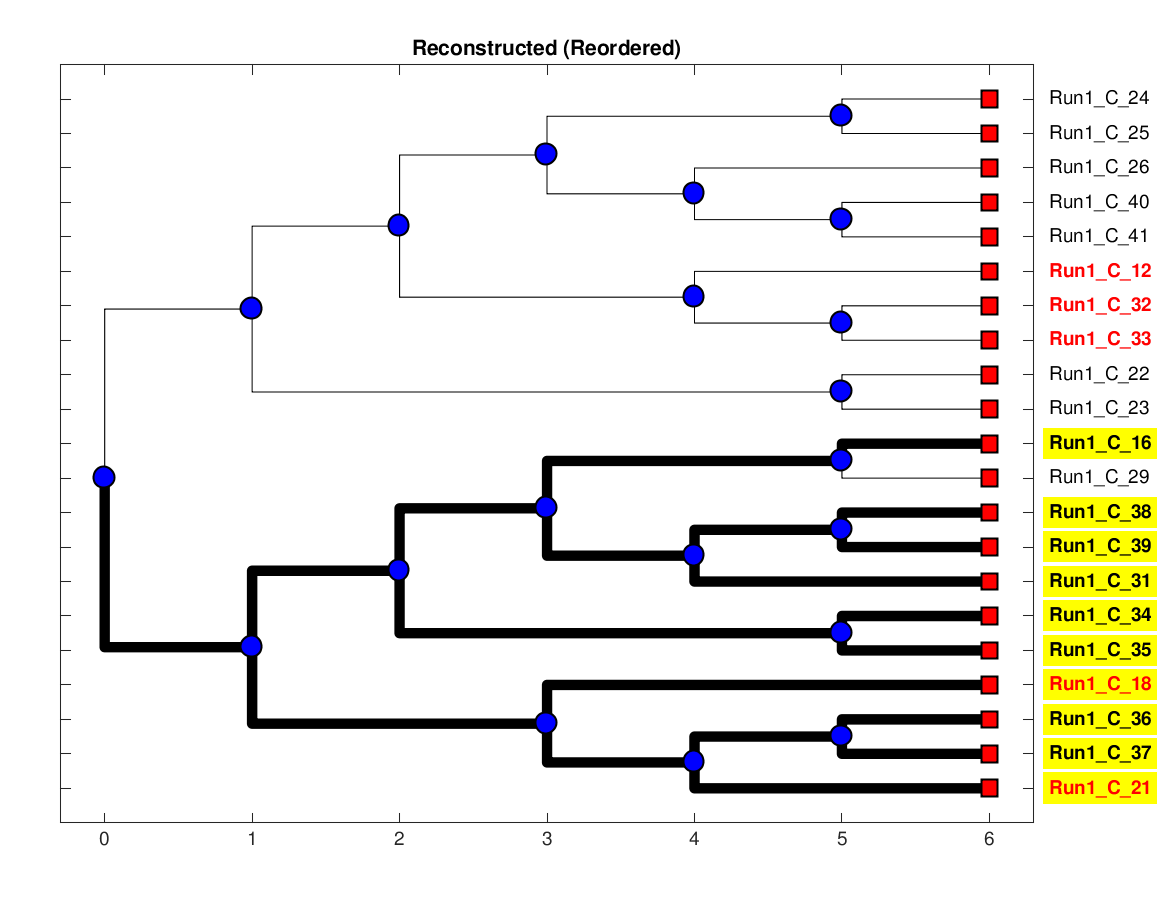 Reconstructed (Reordered)
Run1_C_24
Run1_C_25
Run1_C_26
Run1_C_40
Run1_C_41
Run1_C_12
Run1_C_32
Run1_C_33
Run1_C_22
Run1_C_23
Run1_C_16
Run1_C_29
Run1_C_38
Run1_C_39
Run1_C_31
Run1_C_34
Run1_C_35
Run1_C_18
Run1_C_36
Run1_C_37
Run1_C_21
0 1 2 3 4 5 6